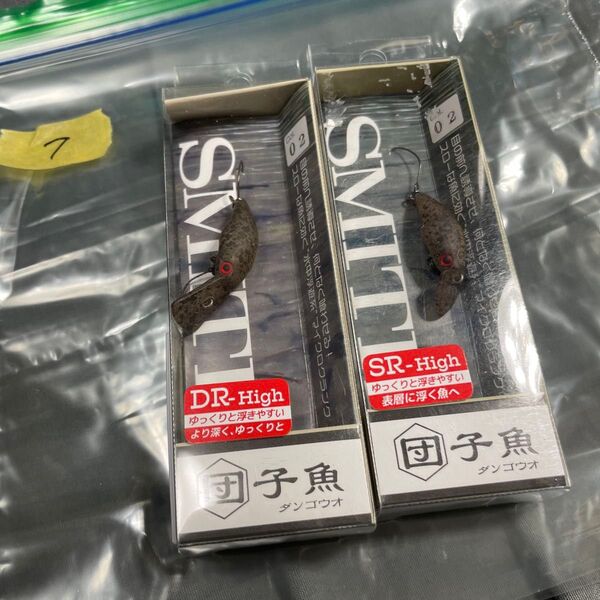 7
SMIT
02
DR-High
ゆっくりと浮きやすい
より深く、ゆっくりと
団子魚
ダンゴウオ
SMIT
02
SR-High
ゆっくりと浮きやすい
表層に浮く魚へ
団子魚
ダンゴウオ